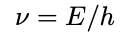 ν = E/h